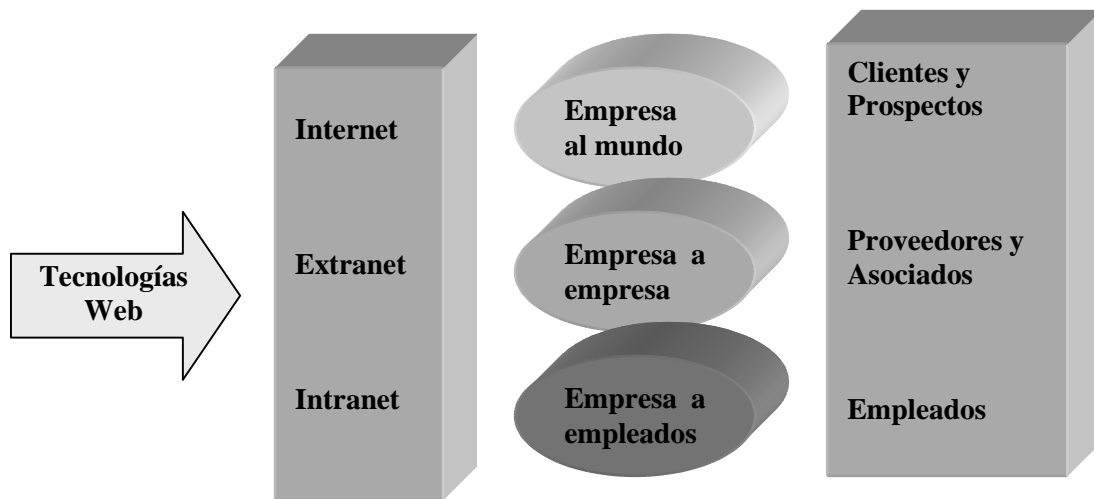 Tecnologías
Web
Internet
Extranet
Intranet
Empresa
al mundo
Empresa a
empresa
Empresa a
empleados
Clientes y
Prospectos
Proveedores y
Asociados
Empleados